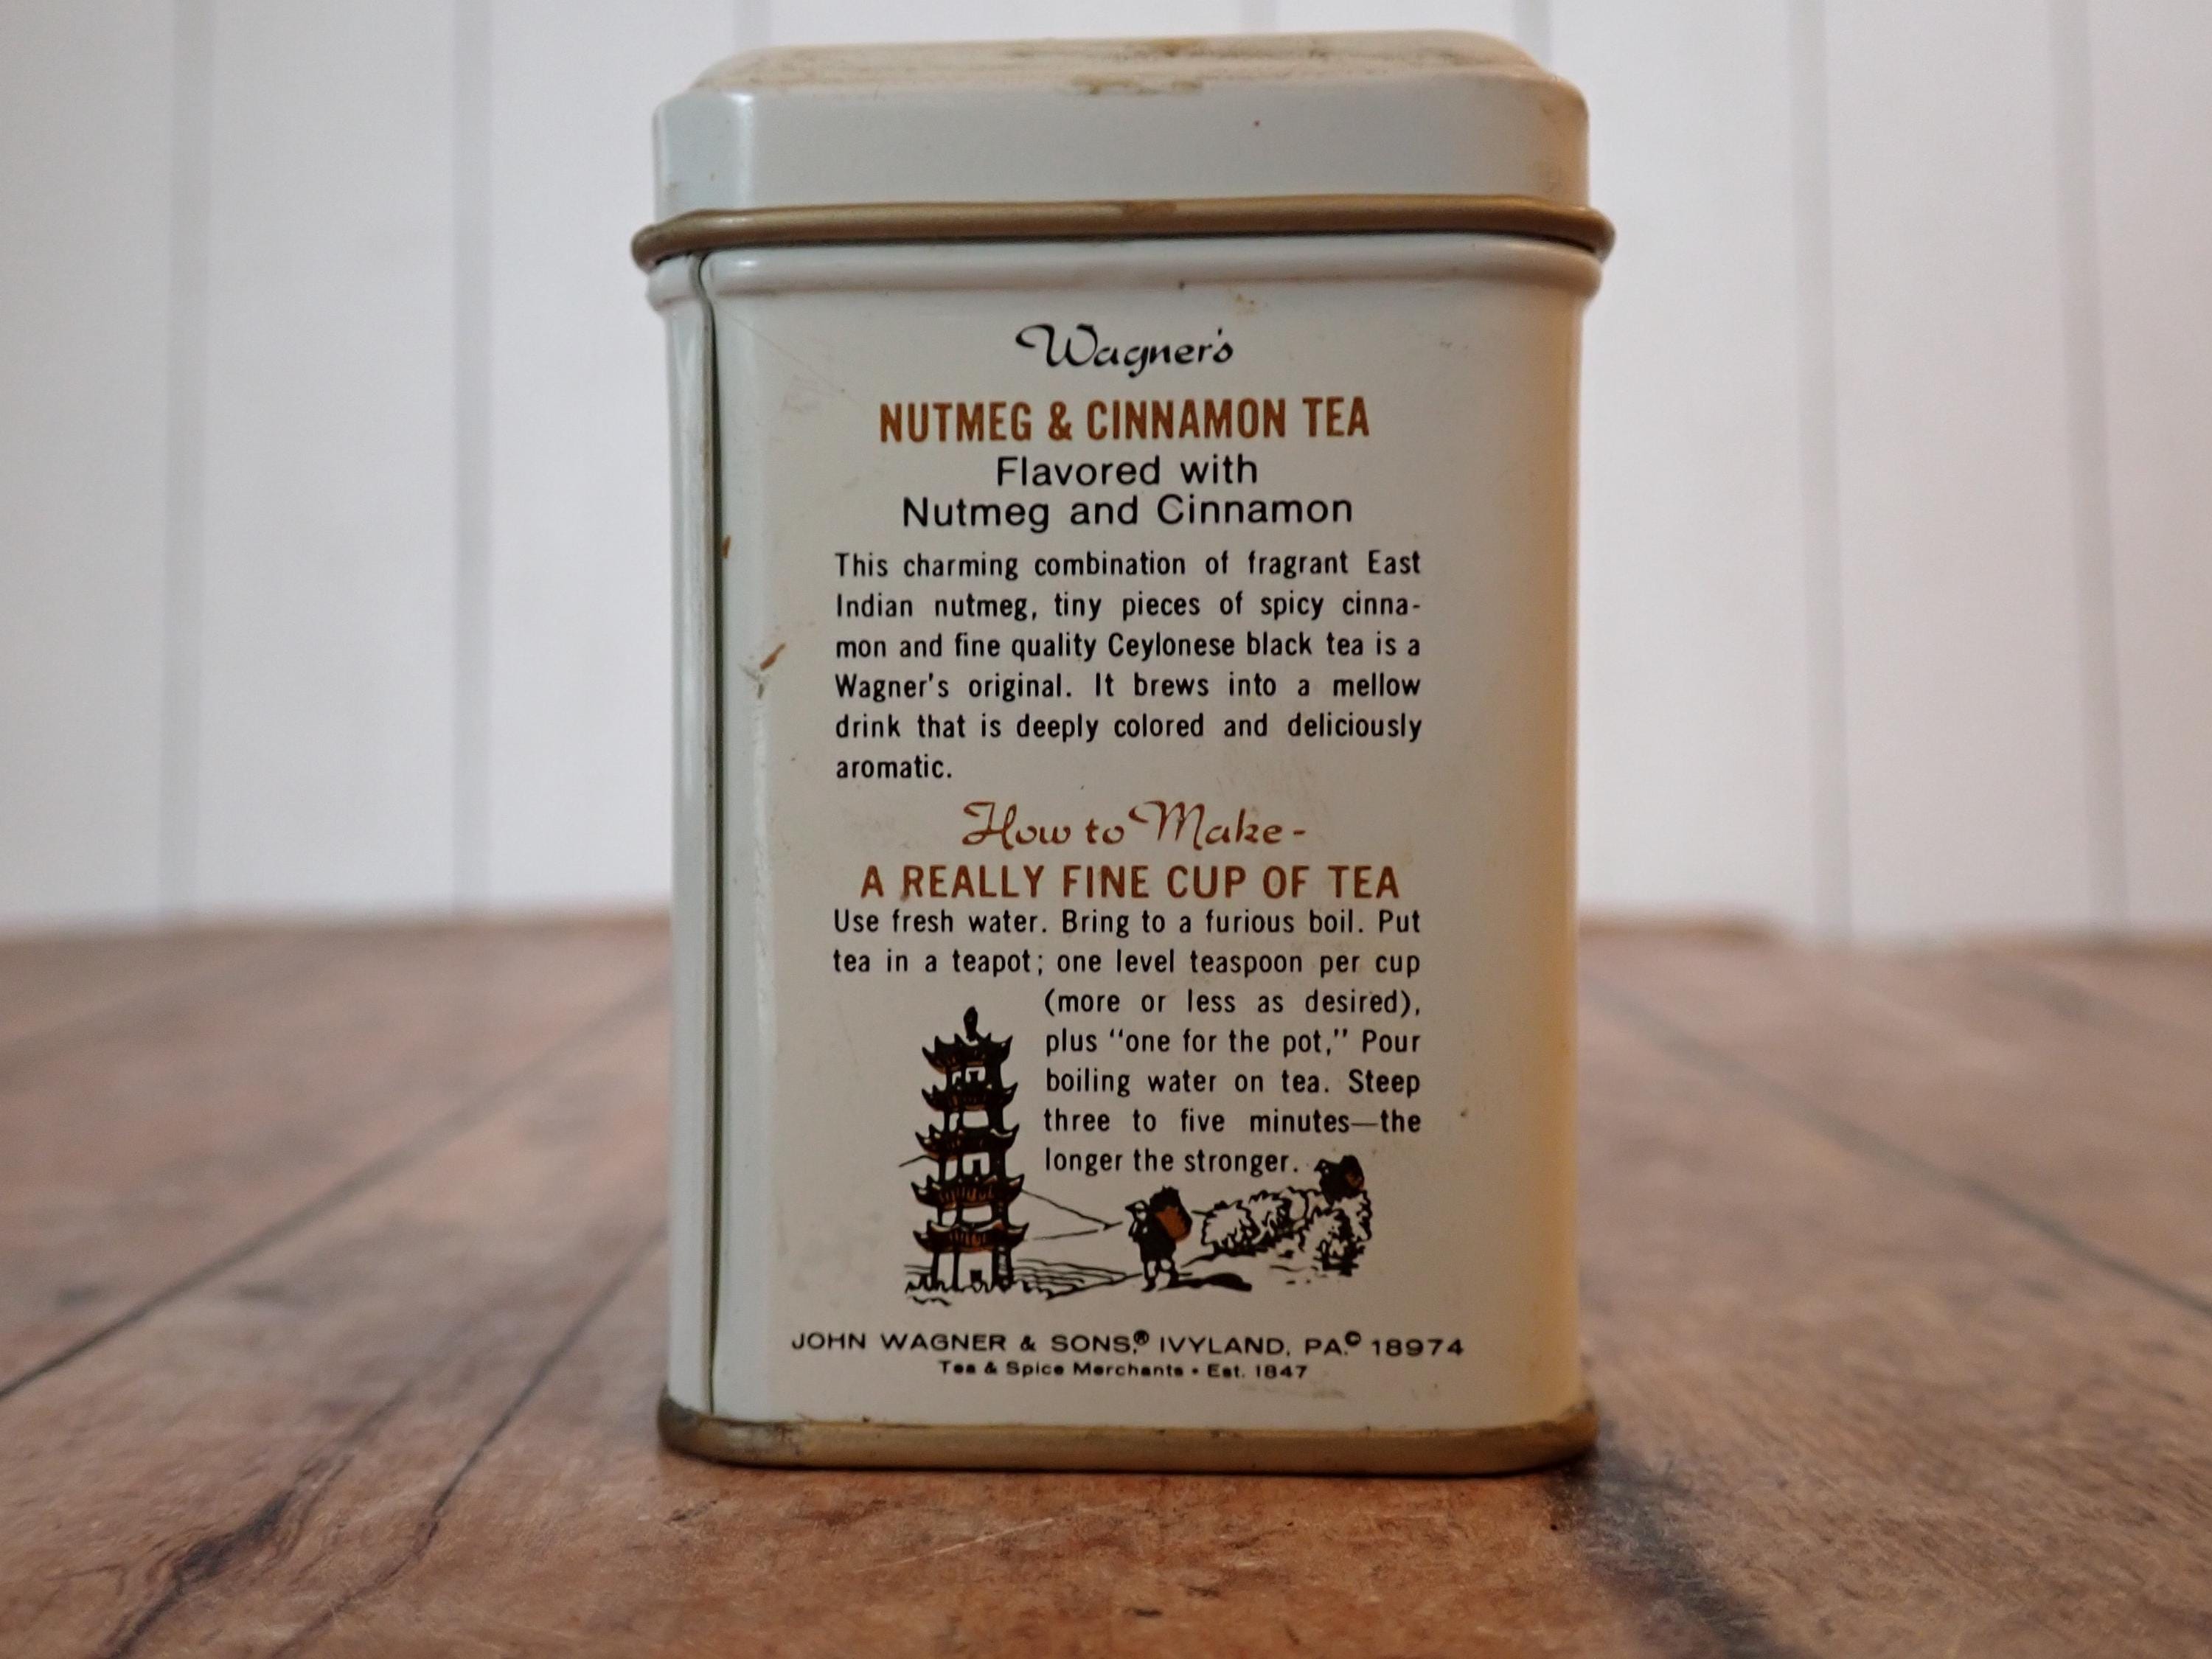 Wagner's
NUTMEG & CINNAMON TEA
Flavored with
Nutmeg and Cinnamon
This charming combination of fragrant East
Indian nutmeg, tiny pieces of spicy cinna-
mon and fine quality Ceylonese black tea is a
Wagner's original. It brews into a mellow
drink that is deeply colored and deliciously
aromatic.
How to Make-
A REALLY FINE CUP OF TEA
Use fresh water. Bring to a furious boil. Put
tea in a teapot; one level teaspoon per cup
(more or less as desired),
plus “one for the pot,” Pour
boiling water on tea. Steep
three to five minutes—the
longer the stronger.
JOHN WAGNER & SONS,® IVYLAND, PA.© 18974
Tea & Spice Merchants • Est. 1847